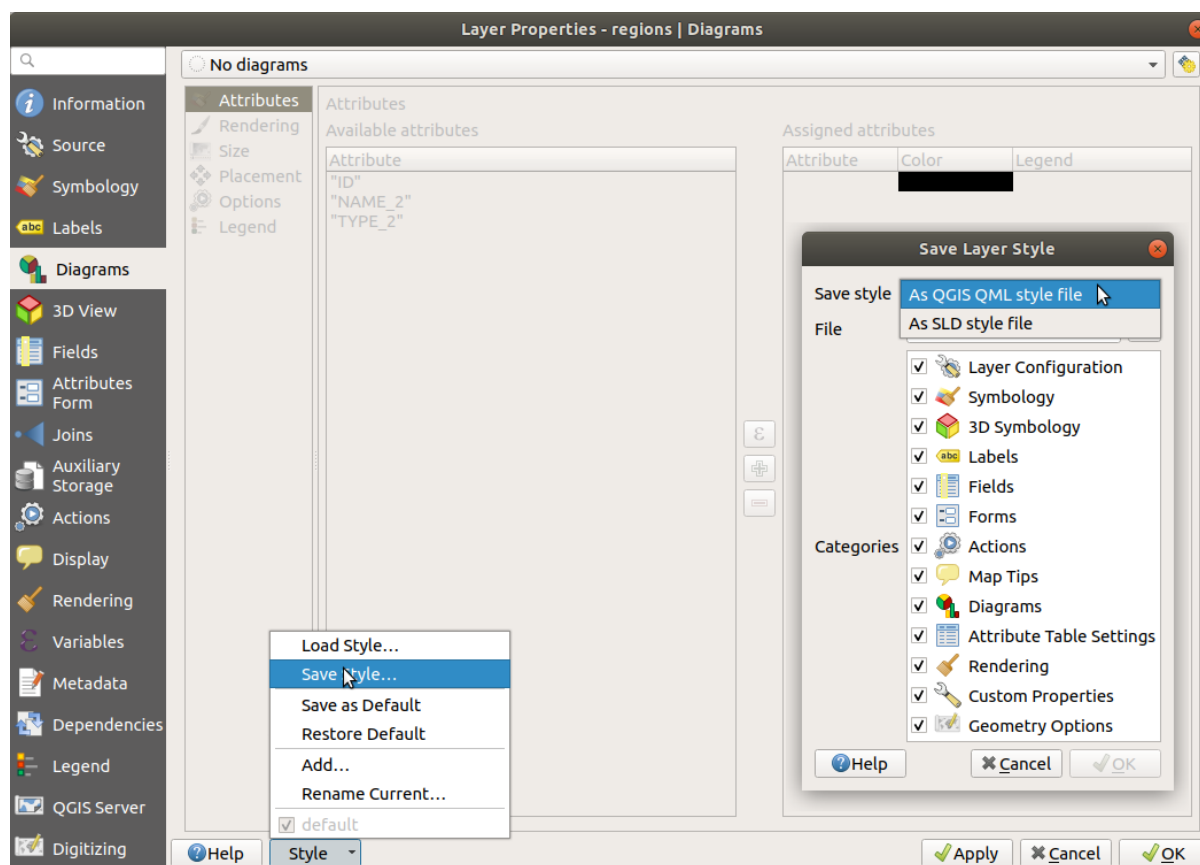 Layer Properties - regions | Diagrams
No diagrams
Information
Source
Symbology
Labels
Diagrams
3D View
Fields
Attributes
Form
Joins
Auxiliary
Storage
Actions
Display
Rendering
Variables
Metadata
Dependencies
Legend
QGIS Server
Digitizing
Attributes
Rendering
Size
Placement
Options
Legend
Attributes
Available attributes
Attribute
"ID"
"NAME_2"
"TYPE_2"
ε
Assigned attributes
Attribute Color Legend
Save Layer Style
Save style As QGIS QML style file
As SLD style file
File
Categories
Layer Configuration
Symbology
3D Symbology
abc Labels
Fields
Forms
Actions
Map Tips
Diagrams
Attribute Table Settings
Rendering
Custom Properties
Geometry Options
Help Cancel OK
Load Style...
Save Style...
Save as Default
Restore Default
Add...
Rename Current...
default
Help Style Apply Cancel OK